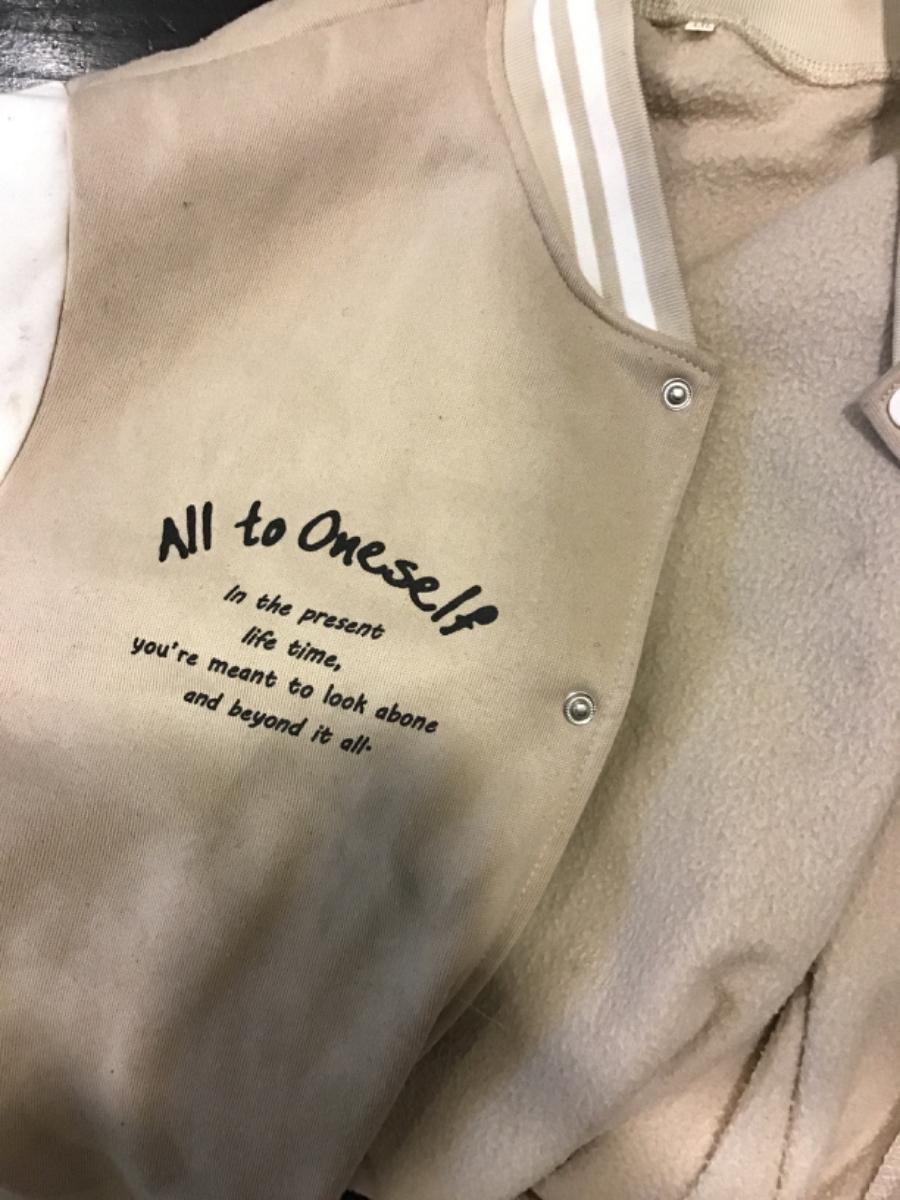 All to Oneself
In the present
life time,
you're meant to look abone
and beyond it all.